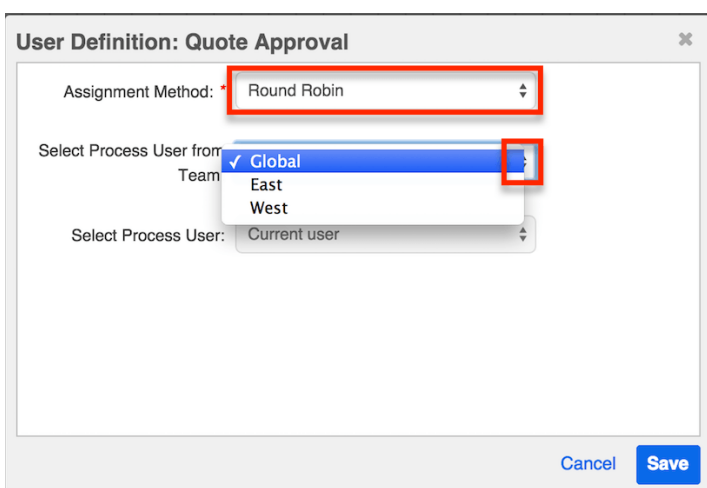 User Definition: Quote Approval
Assignment Method: * Round Robin
Select Process User from
Team
✓ Global
East
West
Select Process User: Current user
Cancel Save